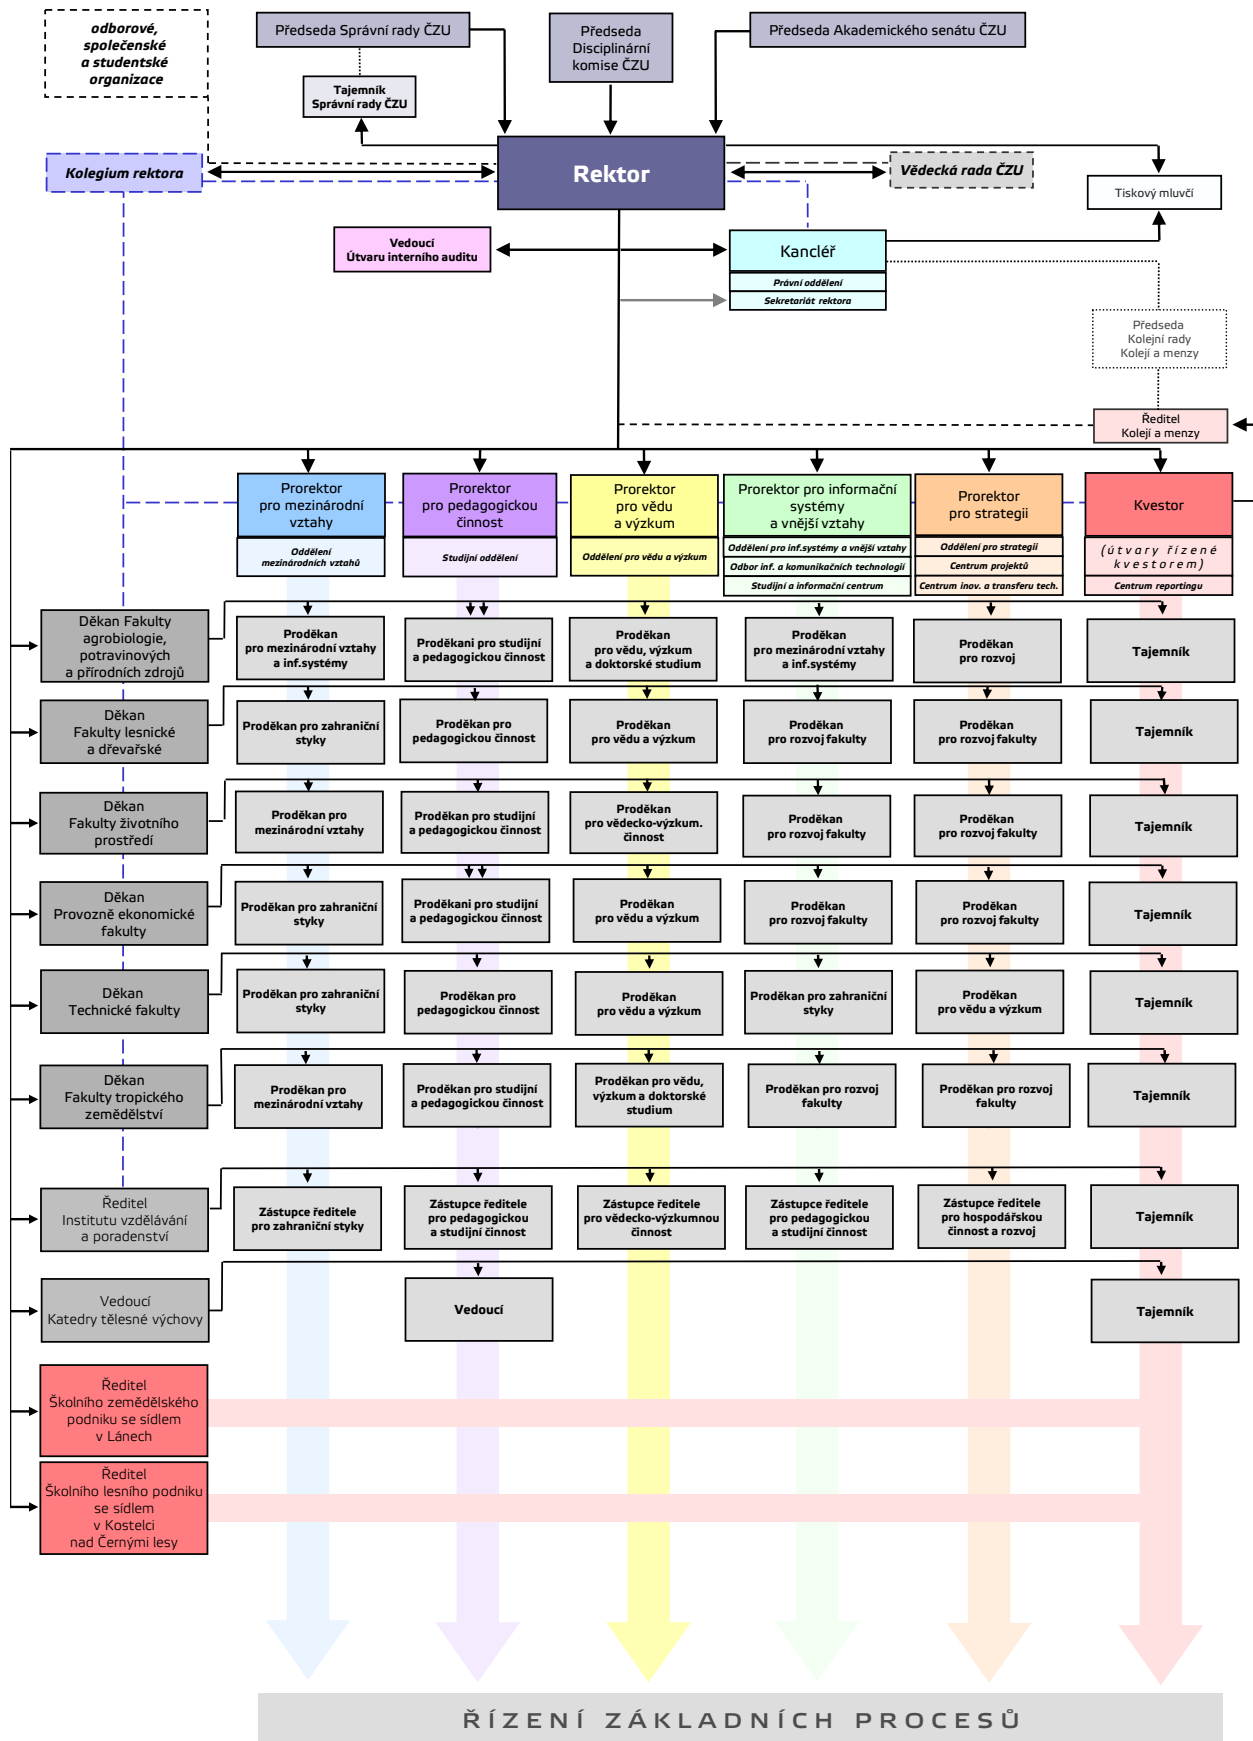 odborové,
společenské
a studentské
organizace
Předseda Správní rady ČZU
Předseda
Disciplinární
komise ČZU
Předseda Akademického senátu ČZU
Tajemník
Správní rady ČZU
Kolegium rektora
Rektor
Vědecká rada ČZU
Tiskový mluvčí
Vedoucí
Útvaru interního auditu
Kancléř
Právní oddělení
Sekretariát rektora
Předseda
Kolejní rady
Kolejí a menzy
Ředitel
Kolejí a menzy
Prorektor
pro mezinárodní
vztahy
Oddělení
mezinárodních vztahů
Prorektor
pro pedagogickou
činnost
Studijní oddělení
Prorektor
pro vědu
a výzkum
Oddělení pro vědu a výzkum
Prorektor pro informační
systémy
a vnější vztahy
Oddělení pro inf.systémy a vnější vztahy
Odbor inf. a komunikačních technologií
Studijní a informační centrum
Prorektor
pro strategii
Oddělení pro strategii
Centrum projektů
Centrum inov. a transferu tech.
Kvestor
(útvary řízené
kvestorem)
Centrum reportingu
Děkan Fakulty
agrobiologie,
potravinových
a přírodních zdrojů
Proděkan
pro mezinárodní vztahy
a inf.systémy
Proděkani pro studijní
a pedagogickou činnost
Proděkan
pro vědu, výzkum
a doktorské studium
Proděkan
pro mezinárodní vztahy
a inf.systémy
Proděkan
pro rozvoj
Tajemník
Děkan
Fakulty lesnické
a dřevařské
Proděkan pro zahraniční
styky
Proděkan pro
pedagogickou činnost
Proděkan
pro vědu a výzkum
Proděkan
pro rozvoj fakulty
Proděkan
pro rozvoj fakulty
Tajemník
Děkan
Fakulty životního
prostředí
Proděkan pro
mezinárodní vztahy
Proděkan pro studijní
a pedagogickou činnost
Proděkan
pro vědecko-výzkum.
činnost
Proděkan
pro rozvoj fakulty
Proděkan
pro rozvoj fakulty
Tajemník
Děkan
Provozně ekonomické
fakulty
Proděkan pro zahraniční
styky
Proděkani pro studijní
a pedagogickou činnost
Proděkan
pro vědu a výzkum
Proděkan
pro rozvoj fakulty
Proděkan
pro rozvoj fakulty
Tajemník
Děkan
Technické fakulty
Proděkan pro zahraniční
styky
Proděkan pro
pedagogickou činnost
Proděkan
pro vědu a výzkum
Proděkan pro zahraniční
styky
Proděkan
pro vědu a výzkum
Tajemník
Děkan
Fakulty tropického
zemědělství
Proděkan pro
mezinárodní vztahy
Proděkan pro studijní
a pedagogickou činnost
Proděkan pro vědu,
výzkum a doktorské
studium
Proděkan pro rozvoj
fakulty
Proděkan pro rozvoj
fakulty
Tajemník
Ředitel
Institutu vzdělávání
a poradenství
Zástupce ředitele
pro zahraniční styky
Zástupce ředitele
pro pedagogickou
a studijní činnost
Zástupce ředitele
pro vědecko-výzkumnou
činnost
Zástupce ředitele
pro pedagogickou
a studijní činnost
Zástupce ředitele
pro hospodářskou
činnost a rozvoj
Tajemník
Vedoucí
Katedry tělesné výchovy
Vedoucí
Tajemník
Ředitel
Školního zemědělského
podniku se sídlem
v Lánech
Ředitel
Školního lesního podniku
se sídlem
v Kostelci
nad Černými lesy
ŘÍZENÍ ZÁKLADNÍCH PROCESŮ